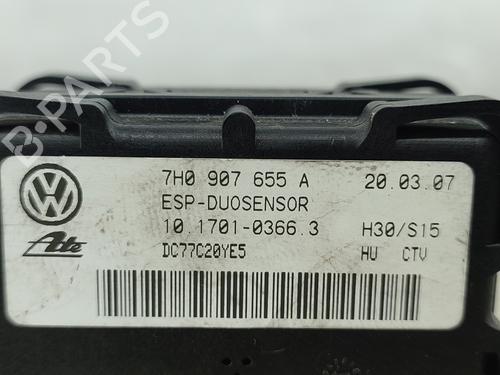 B-PARTS
7H0 907 655 A 20.03.07
ESP-DUOSENSOR
10.1701-0366.3 H30/S15
Ate DC77C20YE5 HU CTV